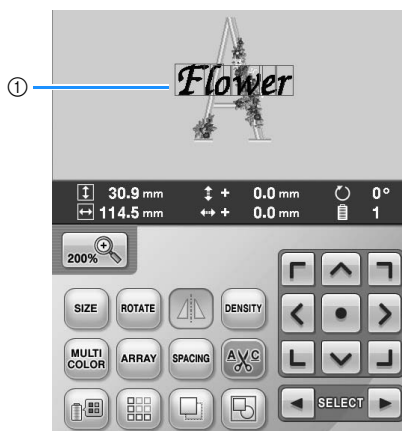 A
①
Flower
30.9 mm + 0.0 mm 0°
114.5 mm + 0.0 mm 1
200%
SIZE ROTATE DENSITY
MULTI COLOR ARRAY SPACING A C
SELECT